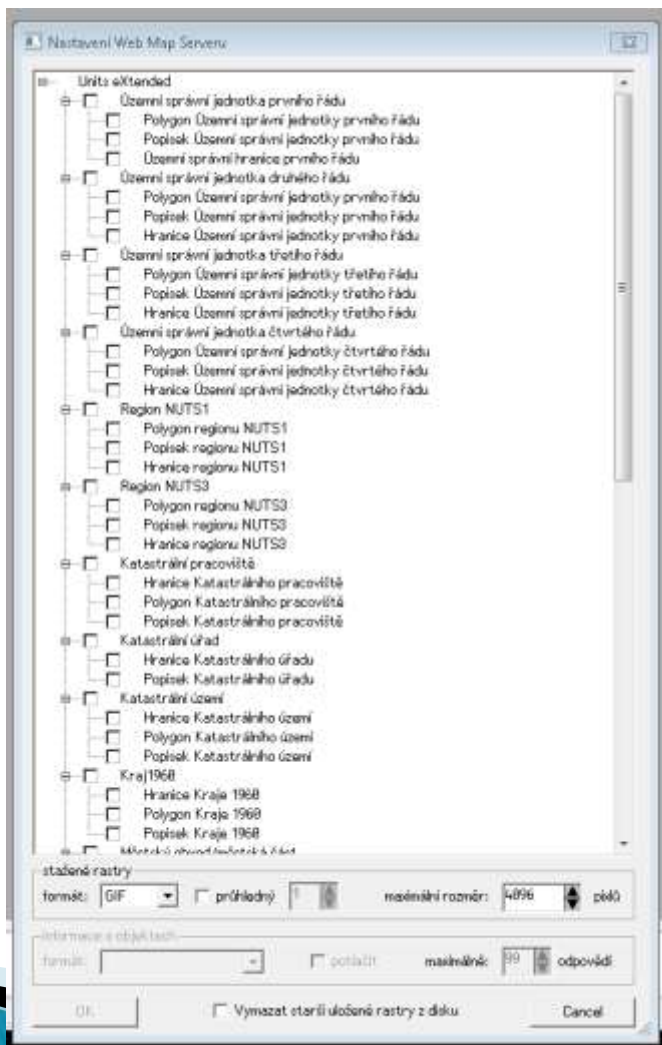 Nastavení Web Map Serveru
Units eXtended
Územní správní jednotka prvního řádu
Polygon Územní správní jednotky prvního řádu
Popisek Územní správní jednotky prvního řádu
Územní správní hranice prvního řádu
Územní správní jednotka druhého řádu
Polygon Územní správní jednotky prvního řádu
Popisek Územní správní jednotky prvního řádu
Hranice Územní správní jednotky prvního řádu
Územní správní jednotka třetího řádu
Polygon Územní správní jednotky třetího řádu
Popisek Územní správní jednotky třetího řádu
Hranice Územní správní jednotky třetího řádu
Územní správní jednotka čtvrtého řádu
Polygon Územní správní jednotky čtvrtého řádu
Popisek Územní správní jednotky čtvrtého řádu
Hranice Územní správní jednotky čtvrtého řádu
Region NUTS1
Polygon regionu NUTS1
Popisek regionu NUTS1
Hranice regionu NUTS1
Region NUTS3
Polygon regionu NUTS3
Popisek regionu NUTS3
Hranice regionu NUTS3
Katastrální pracoviště
Hranice Katastrálního pracoviště
Polygon Katastrálního pracoviště
Popisek Katastrálního pracoviště
Katastrální úřad
Hranice Katastrálního úřadu
Popisek Katastrálního úřadu
Katastrální území
Hranice Katastrálního území
Polygon Katastrálního území
Popisek Katastrálního území
Kraj1960
Hranice Kraje 1960
Polygon Kraje 1960
Popisek Kraje 1960
Městský obvod/městská část
stažené rastry
formát: GIF průhledný 1 maximální rozměr: 4096 pixlů
informace o objektech
formát: potlačit maximálně: 99 odpovědí
OK Vymazat starší uložené rastry z disku Cancel